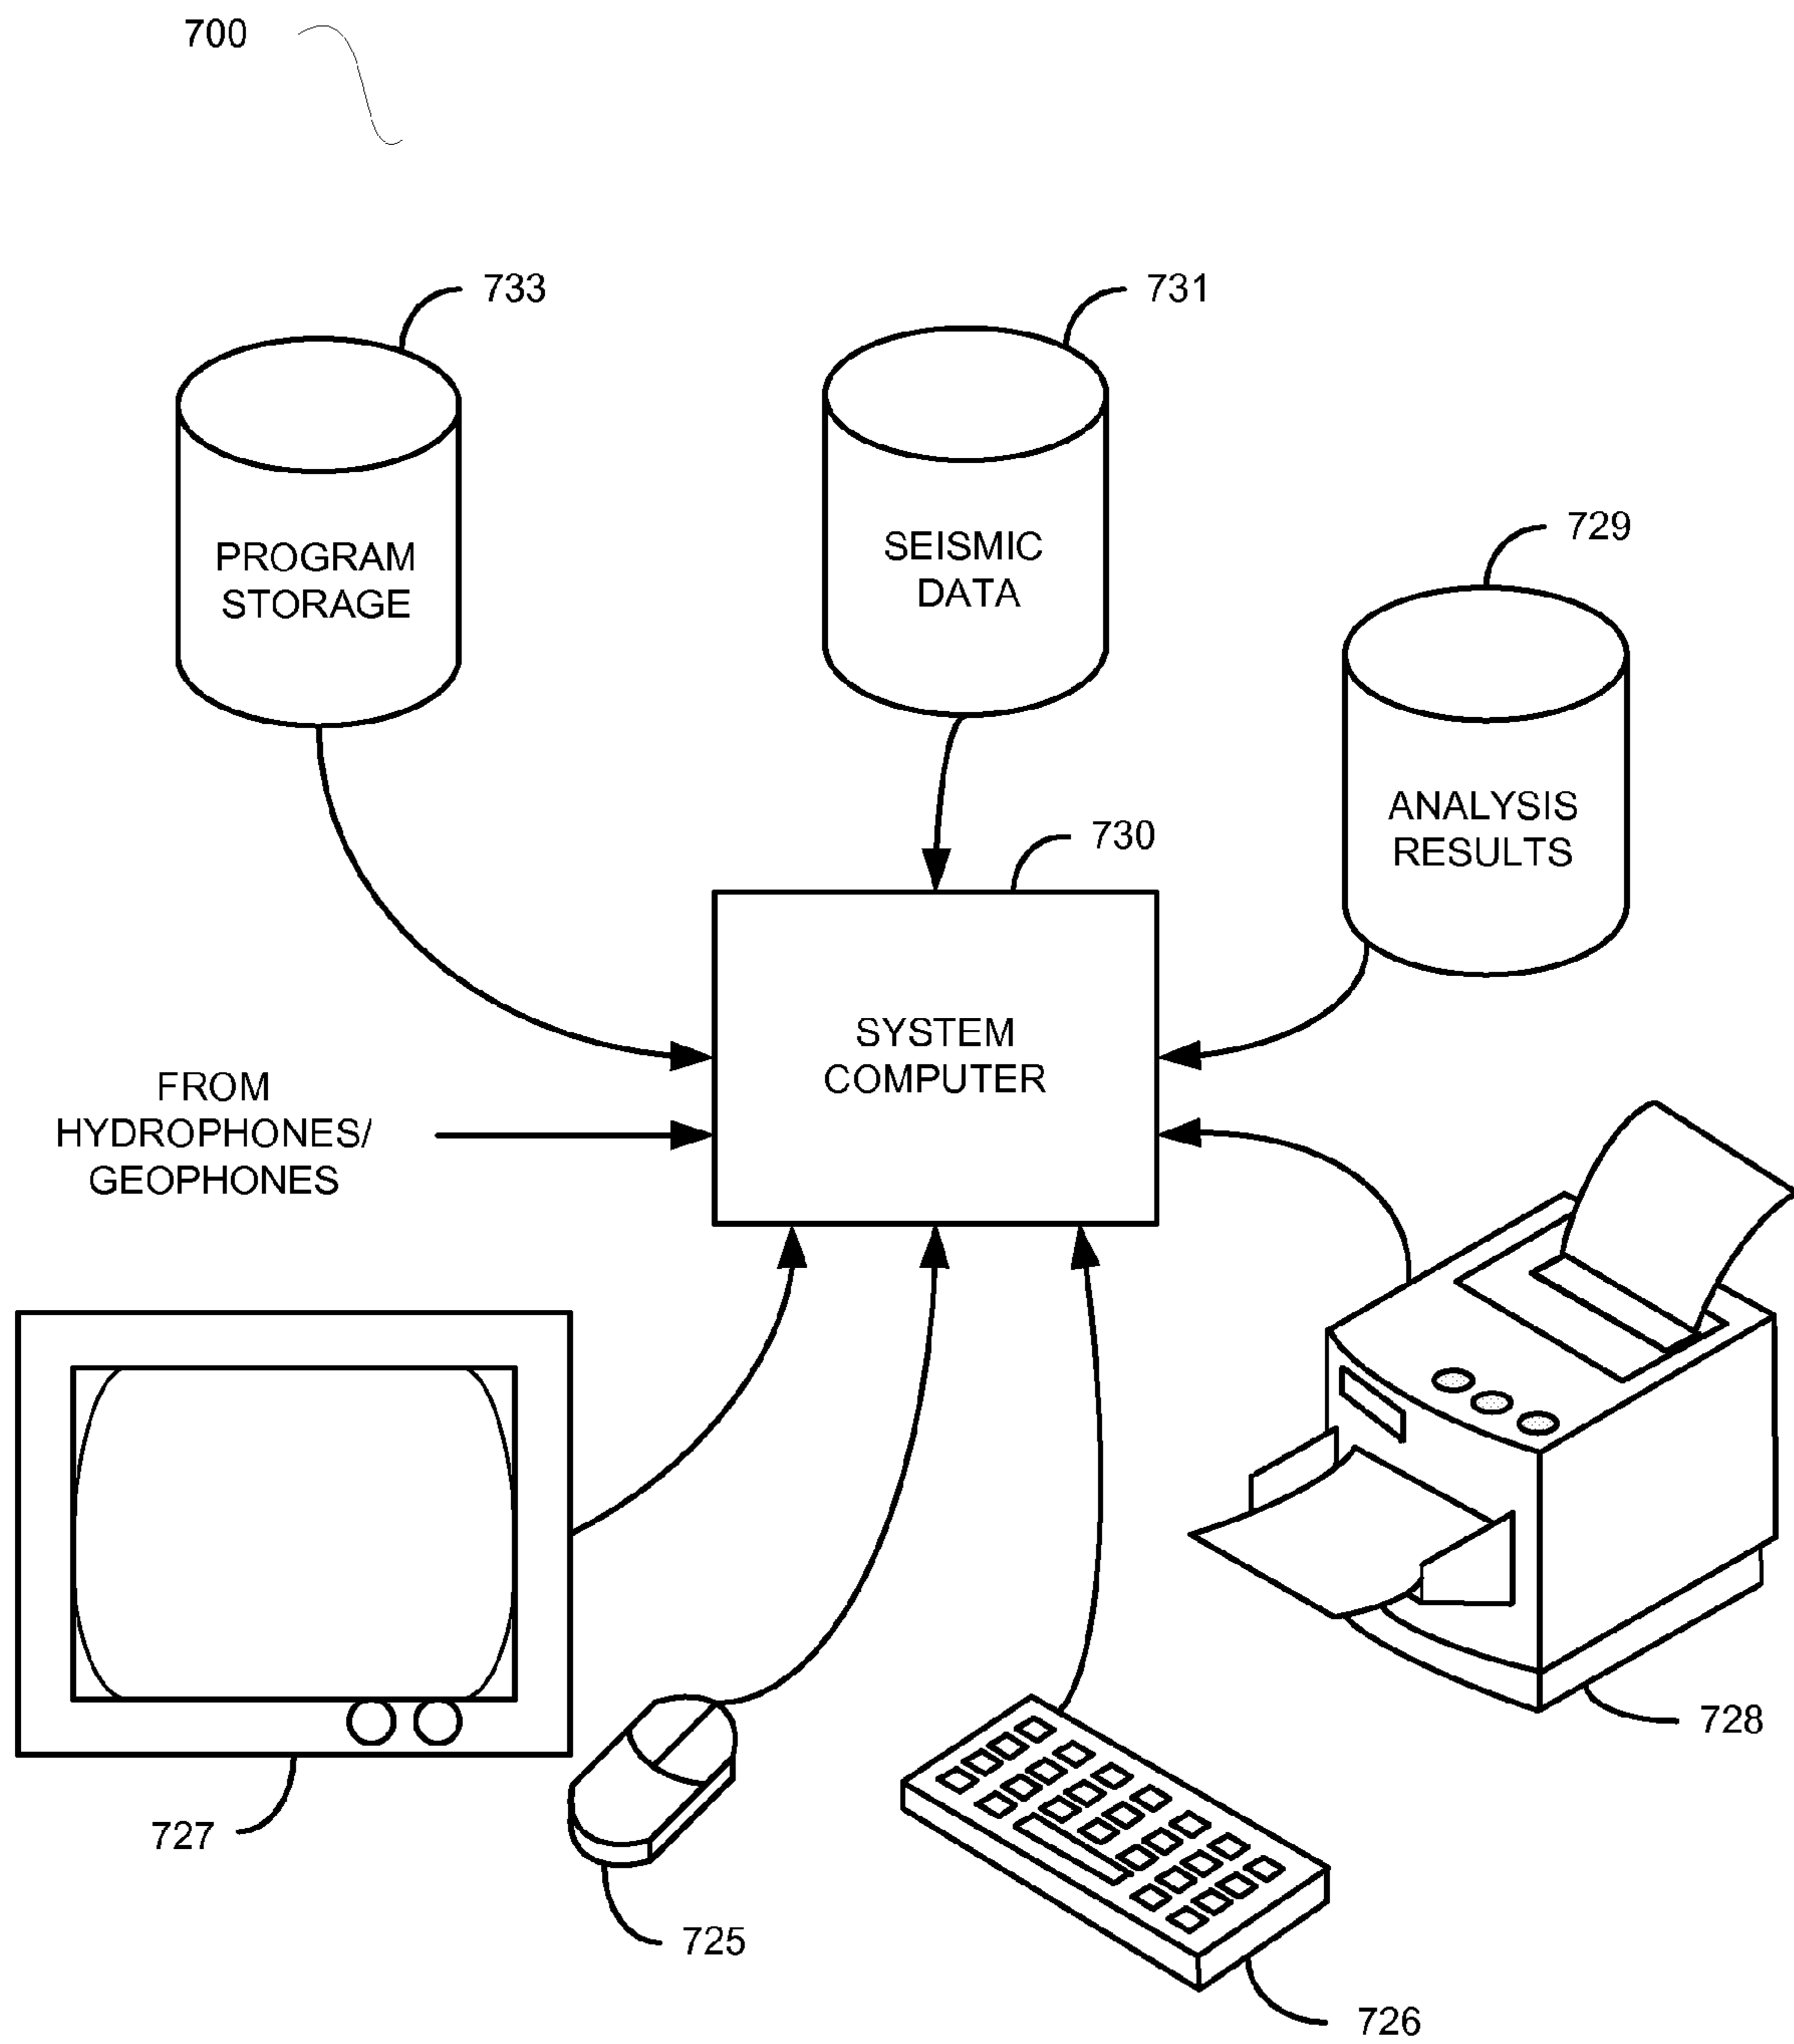 700
733
731
729
PROGRAM
STORAGE
SEISMIC
DATA
ANALYSIS
RESULTS
730
SYSTEM
COMPUTER
FROM
HYDROPHONES/
GEOPHONES
728
727
725
726